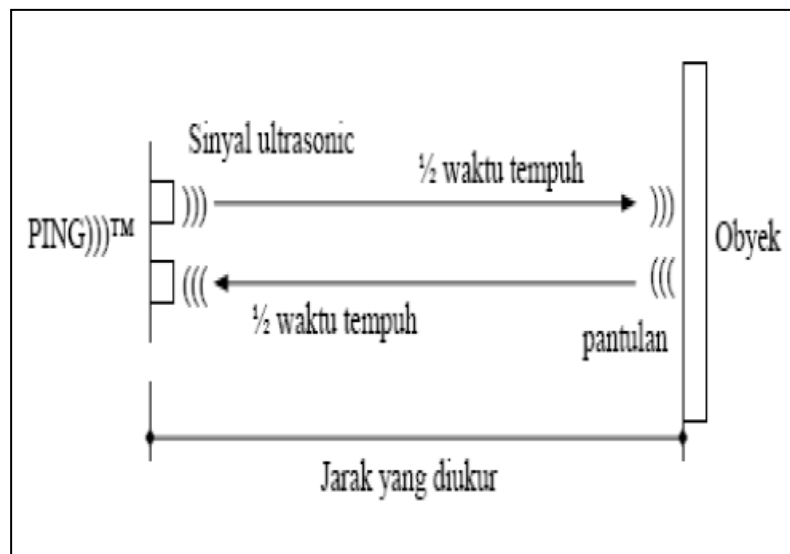 Sinyal ultrasonic
½ waktu tempuh
)))
)))
PING)))™
Obyek
(((
(((
½ waktu tempuh
pantulan
Jarak yang diukur